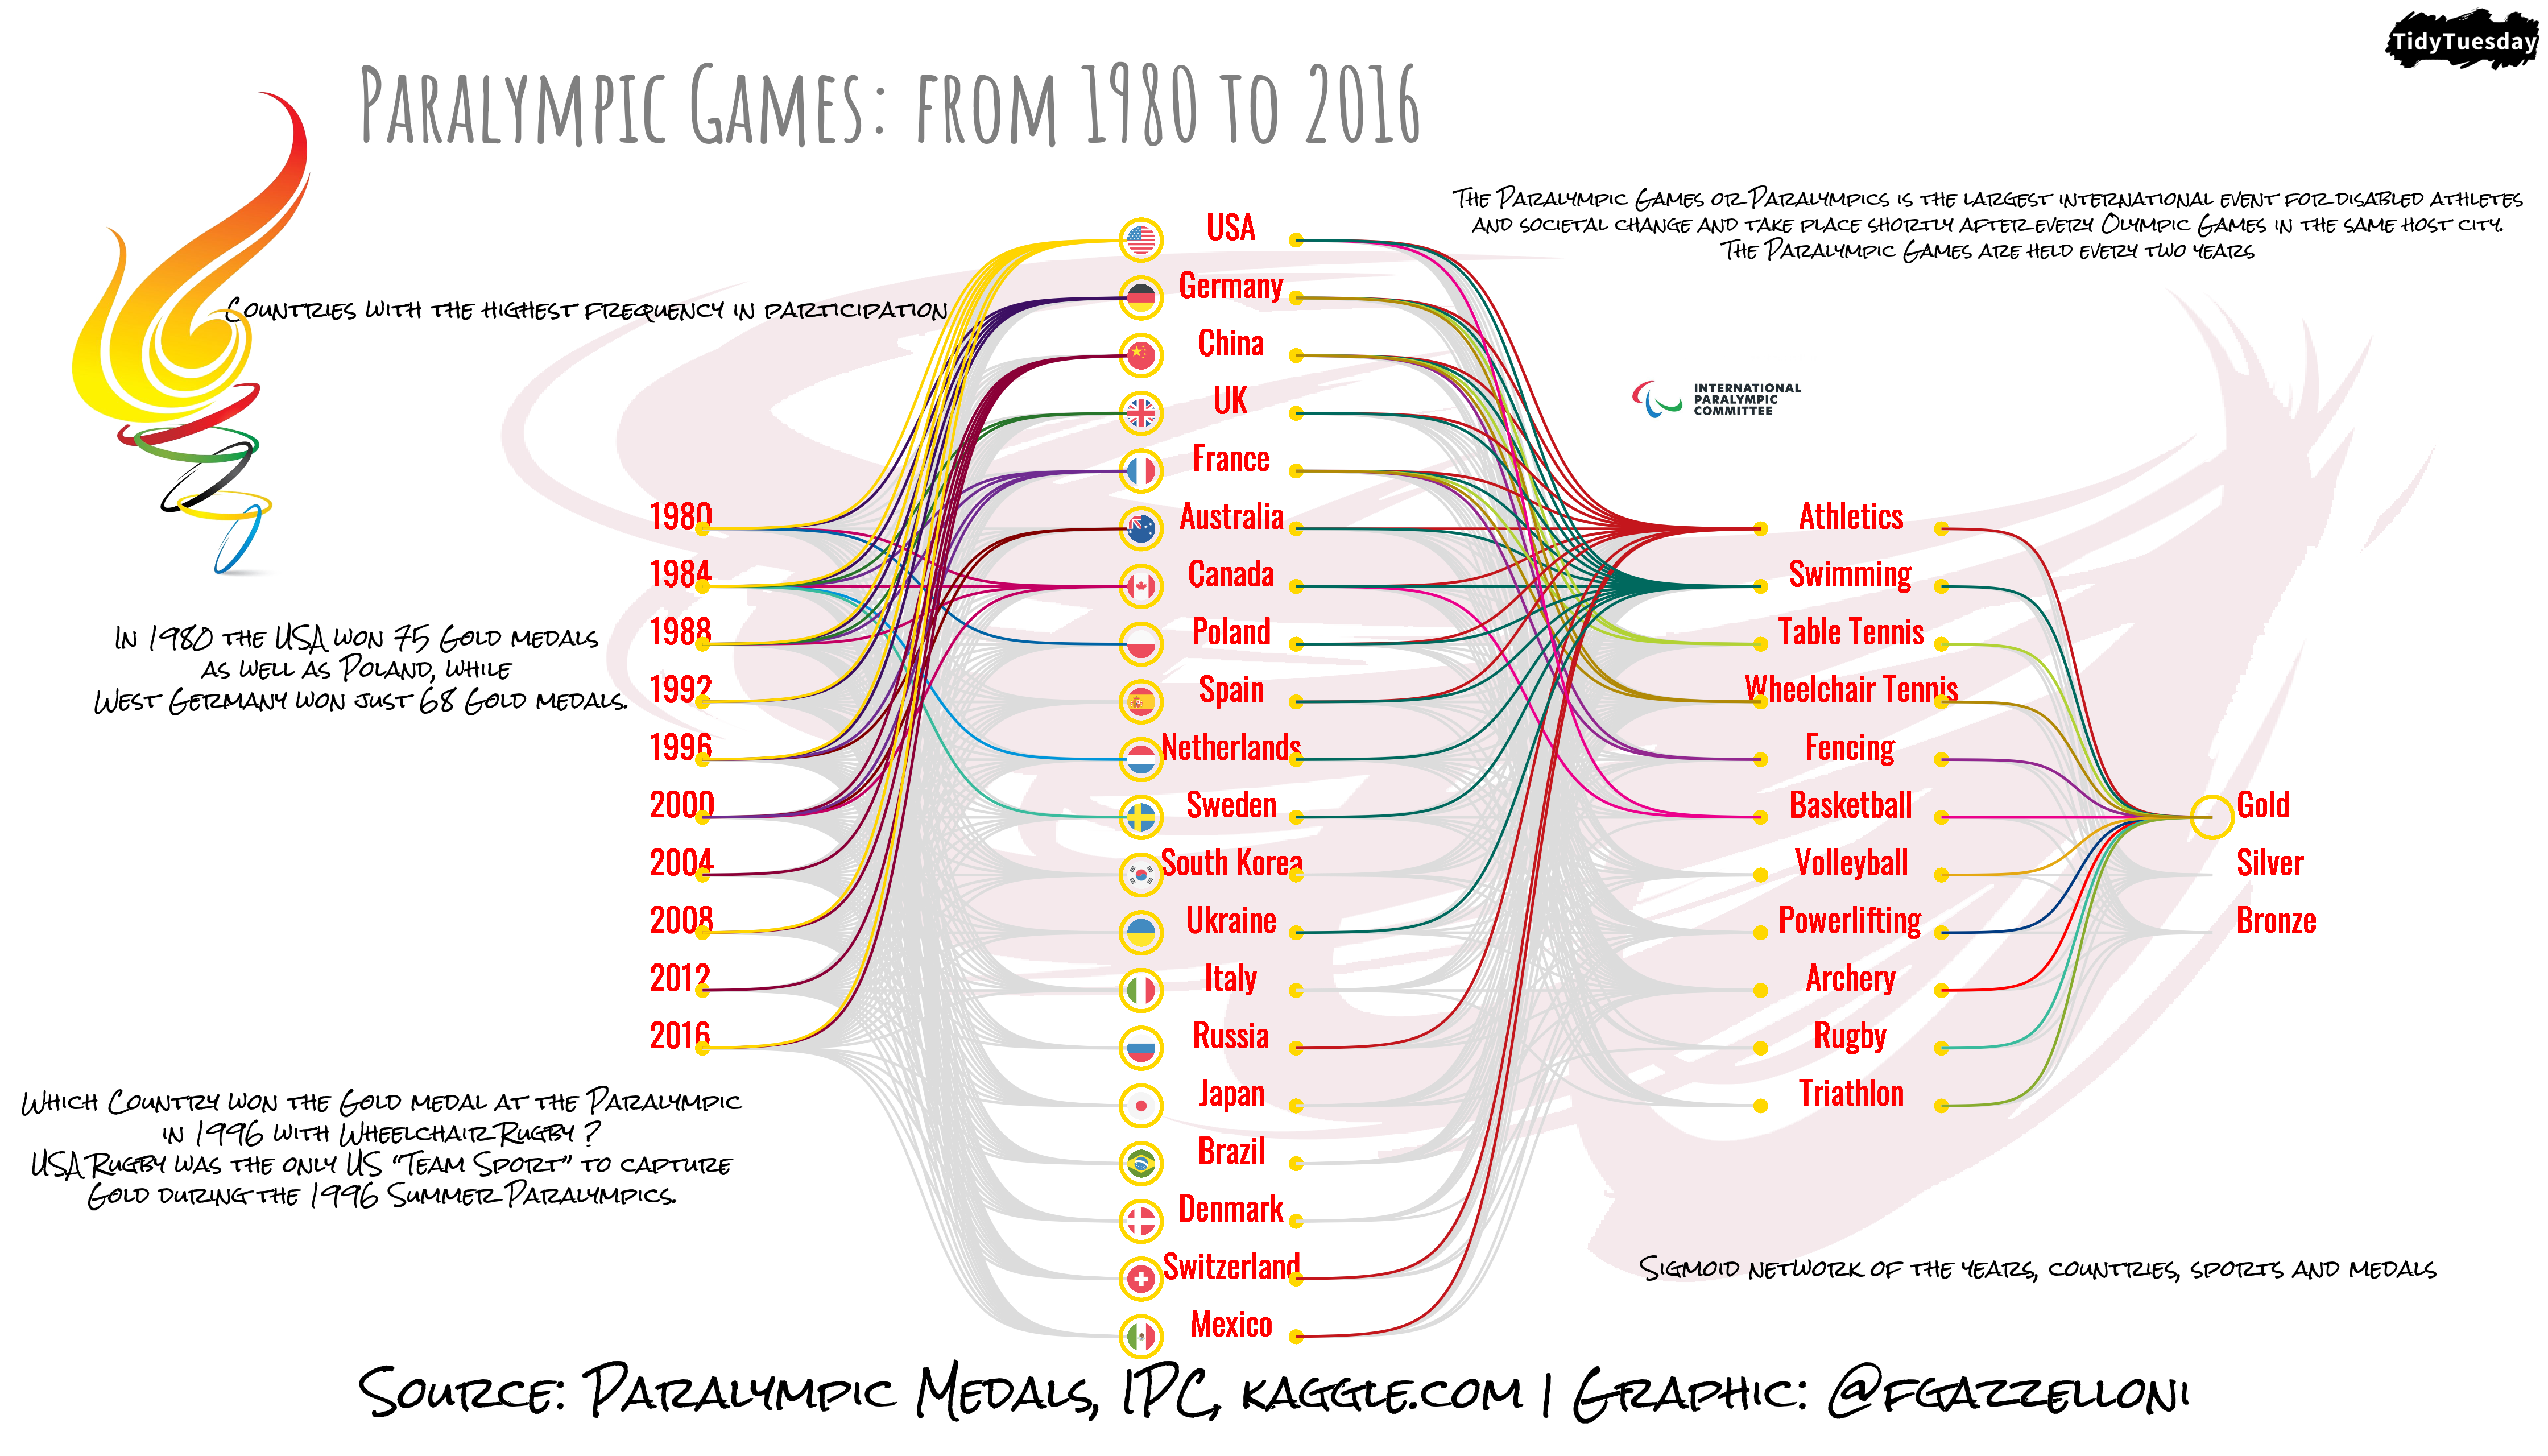 TidyTuesday
PARALYMPIC GAMES: FROM 1980 TO 2016
THE PARALYMPIC GAMES OR PARALYMPICS IS THE LARGEST INTERNATIONAL EVENT FOR DISABLED ATHLETES
AND SOCIETAL CHANGE AND TAKE PLACE SHORTLY AFTER EVERY OLYMPIC GAMES IN THE SAME HOST CITY.
THE PARALYMPIC GAMES ARE HELD EVERY TWO YEARS
COUNTRIES WITH THE HIGHEST FREQUENCY IN PARTICIPATION
INTERNATIONAL
PARALYMPIC
COMMITTEE
IN 1980 THE USA WON 75 GOLD MEDALS
AS WELL AS POLAND, WHILE
WEST GERMANY WON JUST 68 GOLD MEDALS.
1980
1984
1988
1992
1996
2000
2004
2008
2012
2016
USA
Germany
China
UK
France
Australia
Canada
Poland
Spain
Netherlands
Sweden
South Korea
Ukraine
Italy
Russia
Japan
Brazil
Denmark
Switzerland
Mexico
Athletics
Swimming
Table Tennis
Wheelchair Tennis
Fencing
Basketball
Volleyball
Powerlifting
Archery
Rugby
Triathlon
Gold
Silver
Bronze
WHICH COUNTRY WON THE GOLD MEDAL AT THE PARALYMPIC
IN 1996 WITH WHEELCHAIR RUGBY ?
USA RUGBY WAS THE ONLY US "TEAM SPORT" TO CAPTURE
GOLD DURING THE 1996 SUMMER PARALYMPICS.
SIGMOID NETWORK OF THE YEARS, COUNTRIES, SPORTS AND MEDALS
SOURCE: PARALYMPIC MEDALS, IPC, KAGGLE.COM | GRAPHIC: @FGAZZELLONI